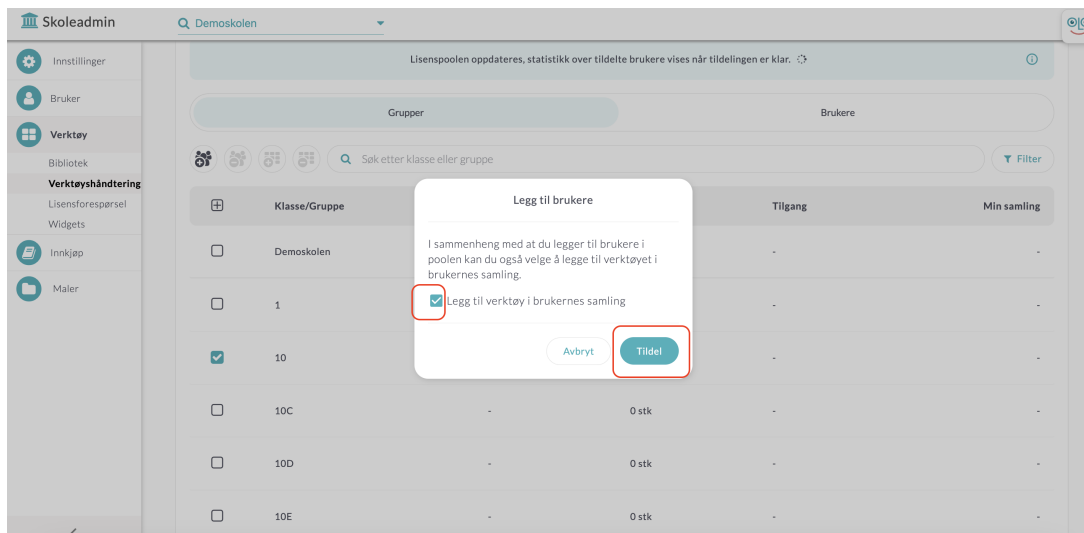 Skoleadmin
Demoskolen
Innstillinger
Bruker
Verktøy
Bibliotek
Verktøyshåndtering
Lisensforespørsel
Widgets
Innkjøp
Maler
Lisenspoolen oppdateres, statistikk over tildelte brukere vises når tildelingen er klar.
Grupper Brukere
Søk etter klasse eller gruppe Filter
Klasse/Gruppe Tilgang Min samling
Demoskolen - -
1 - -
10 - -
10C - 0 stk - -
10D - 0 stk - -
10E - 0 stk - -
Legg til brukere
I sammenheng med at du legger til brukere i
poolen kan du også velge å legge til verktøyet i
brukernes samling.
Legg til verktøy i brukernes samling
Avbryt Tildel